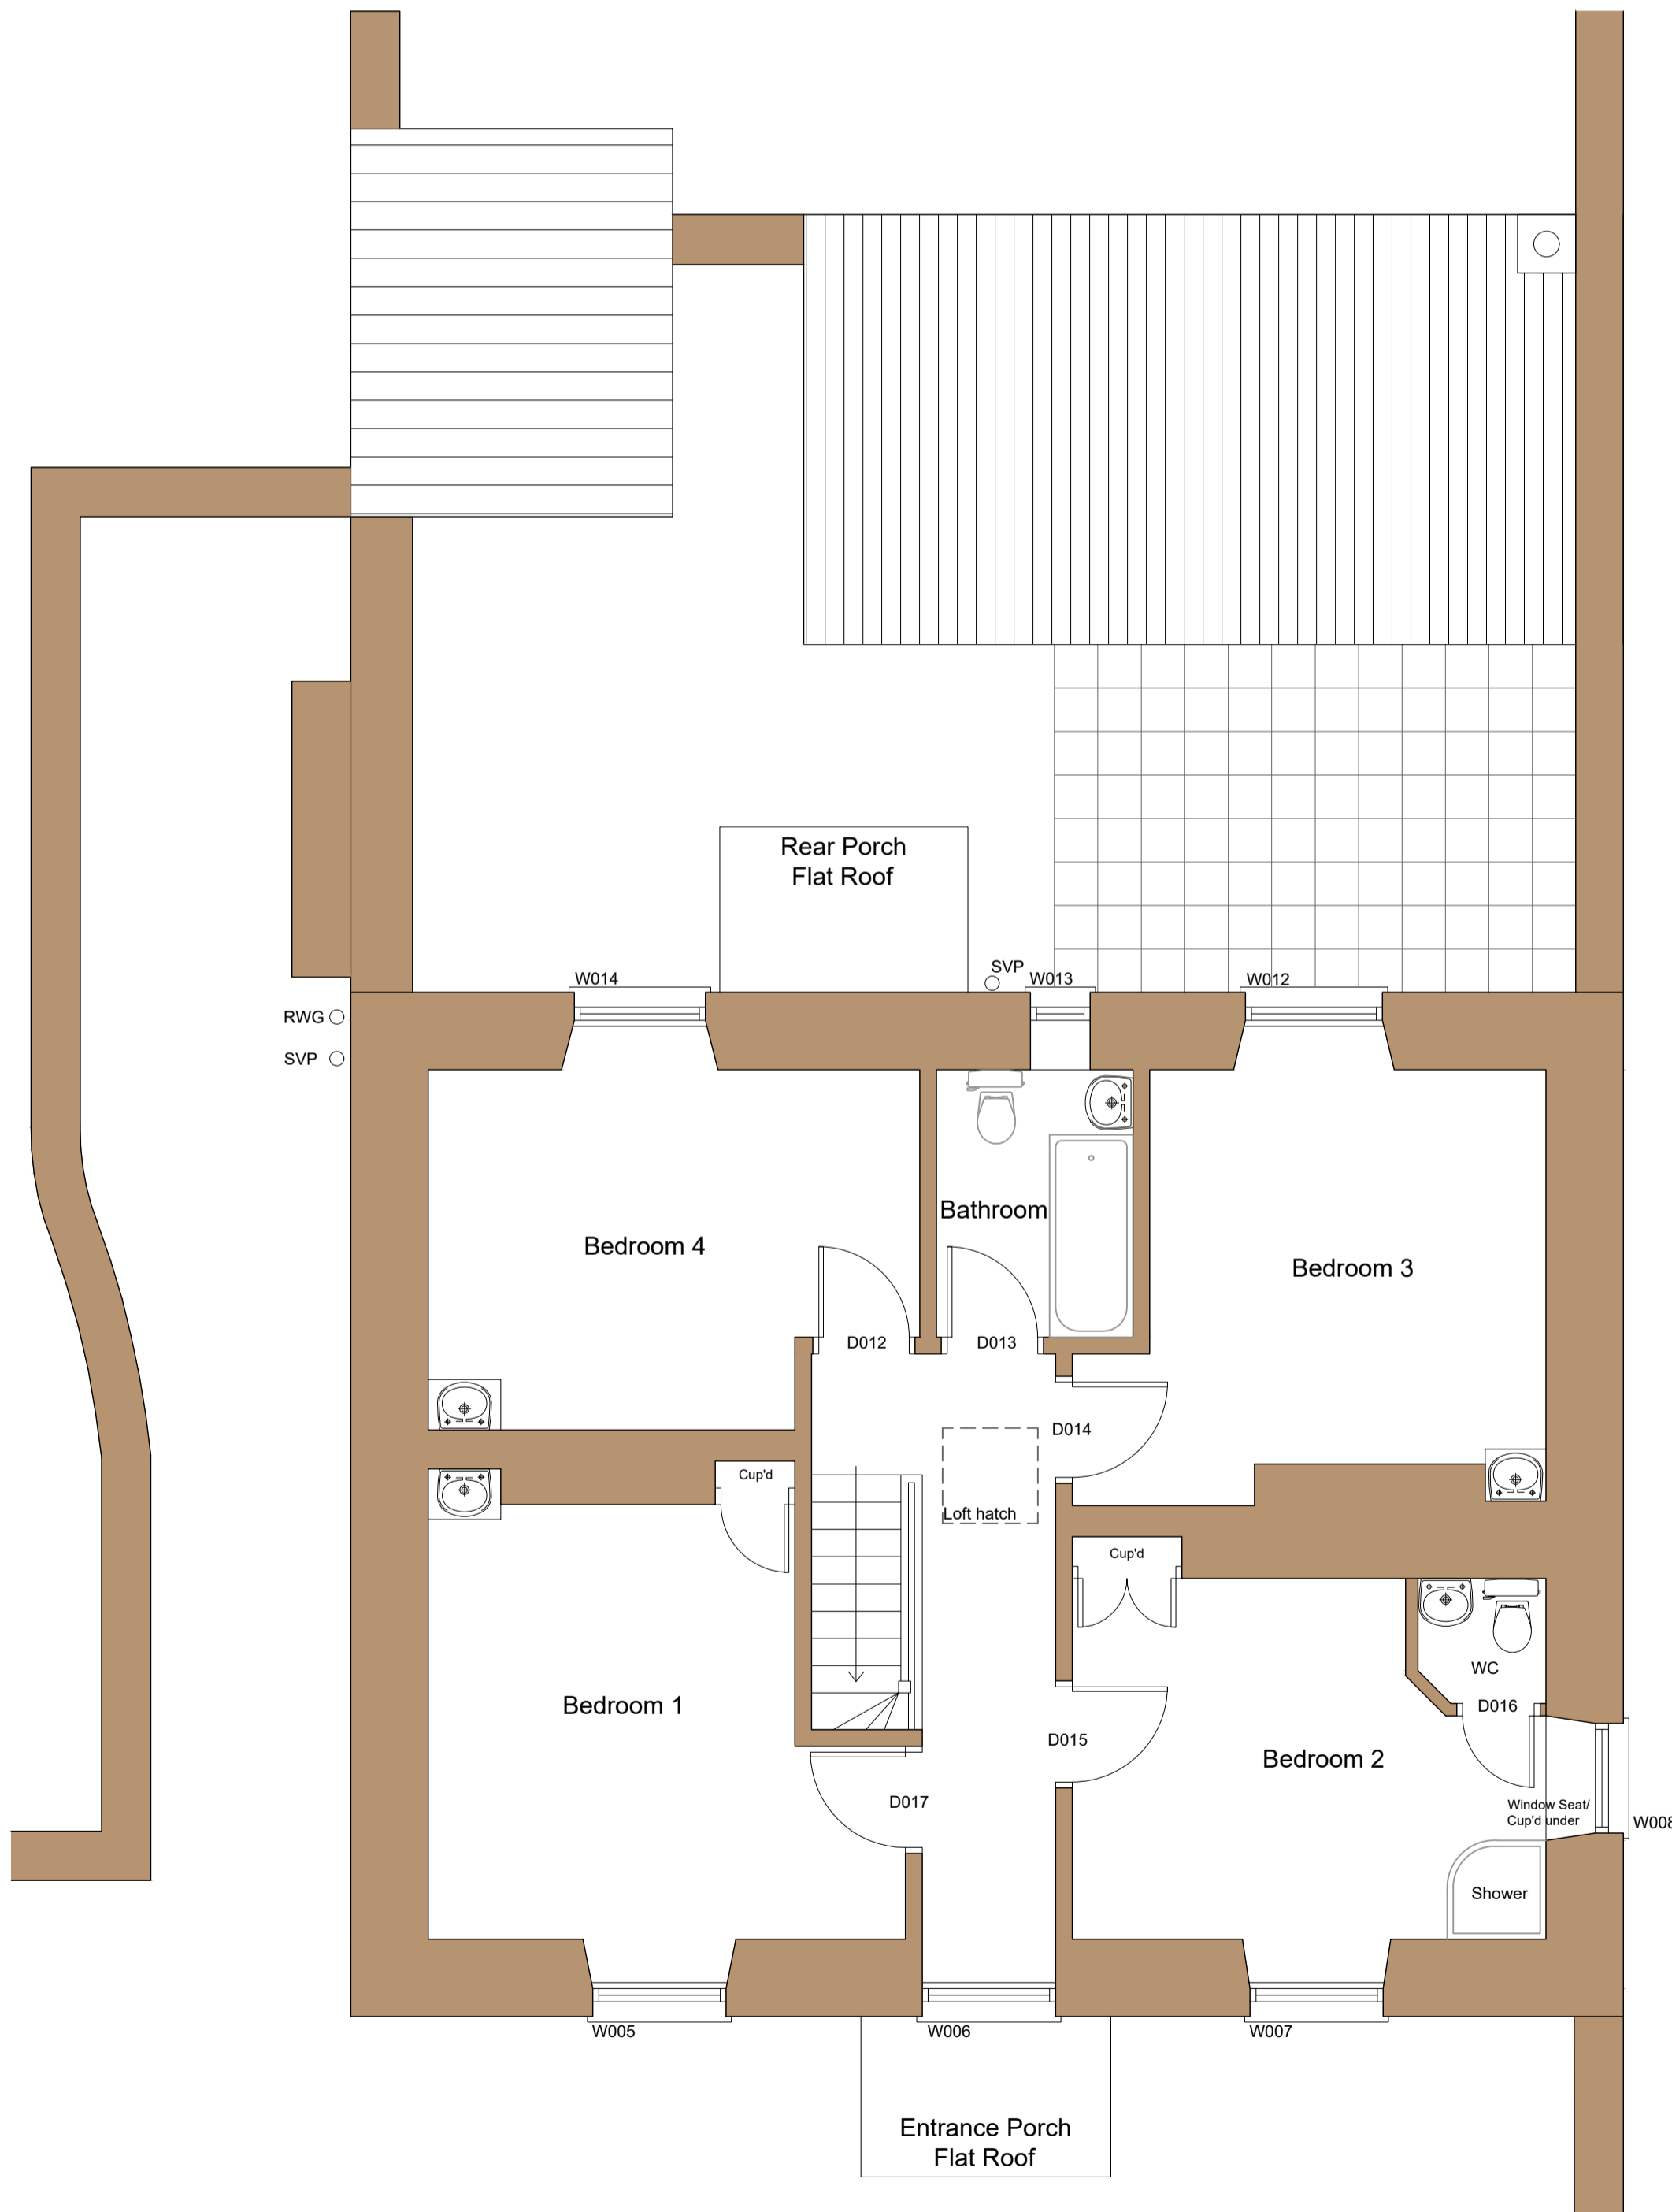 Rear Porch
Flat Roof
SVP
W014
W013
W012
RWG
SVP
Bathroom
Bedroom 4
Bedroom 3
D012
D013
D014
Cup'd
Loft hatch
Cup'd
WC
Bedroom 1
D016
D015
Bedroom 2
D017
Window Seat/
Cup'd under
W008
Shower
W005
W006
W007
Entrance Porch
Flat Roof